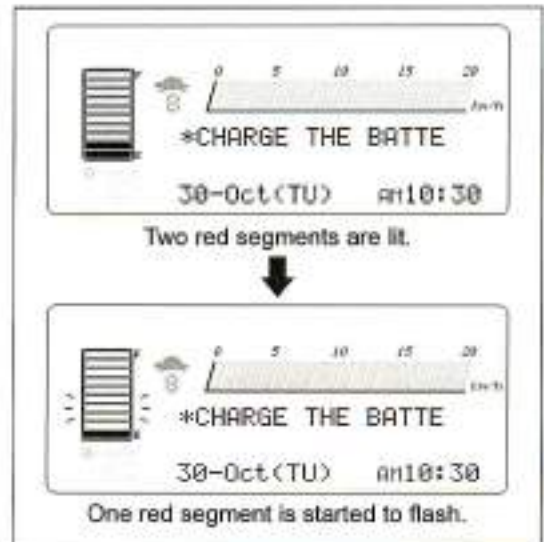 0 5 10 15 20
km/h
*CHARGE THE BATTE
30-Oct(TU) AM10:30
Two red segments are lit.
0 5 10 15 20
km/h
*CHARGE THE BATTE
30-Oct(TU) AM10:30
One red segment is started to flash.